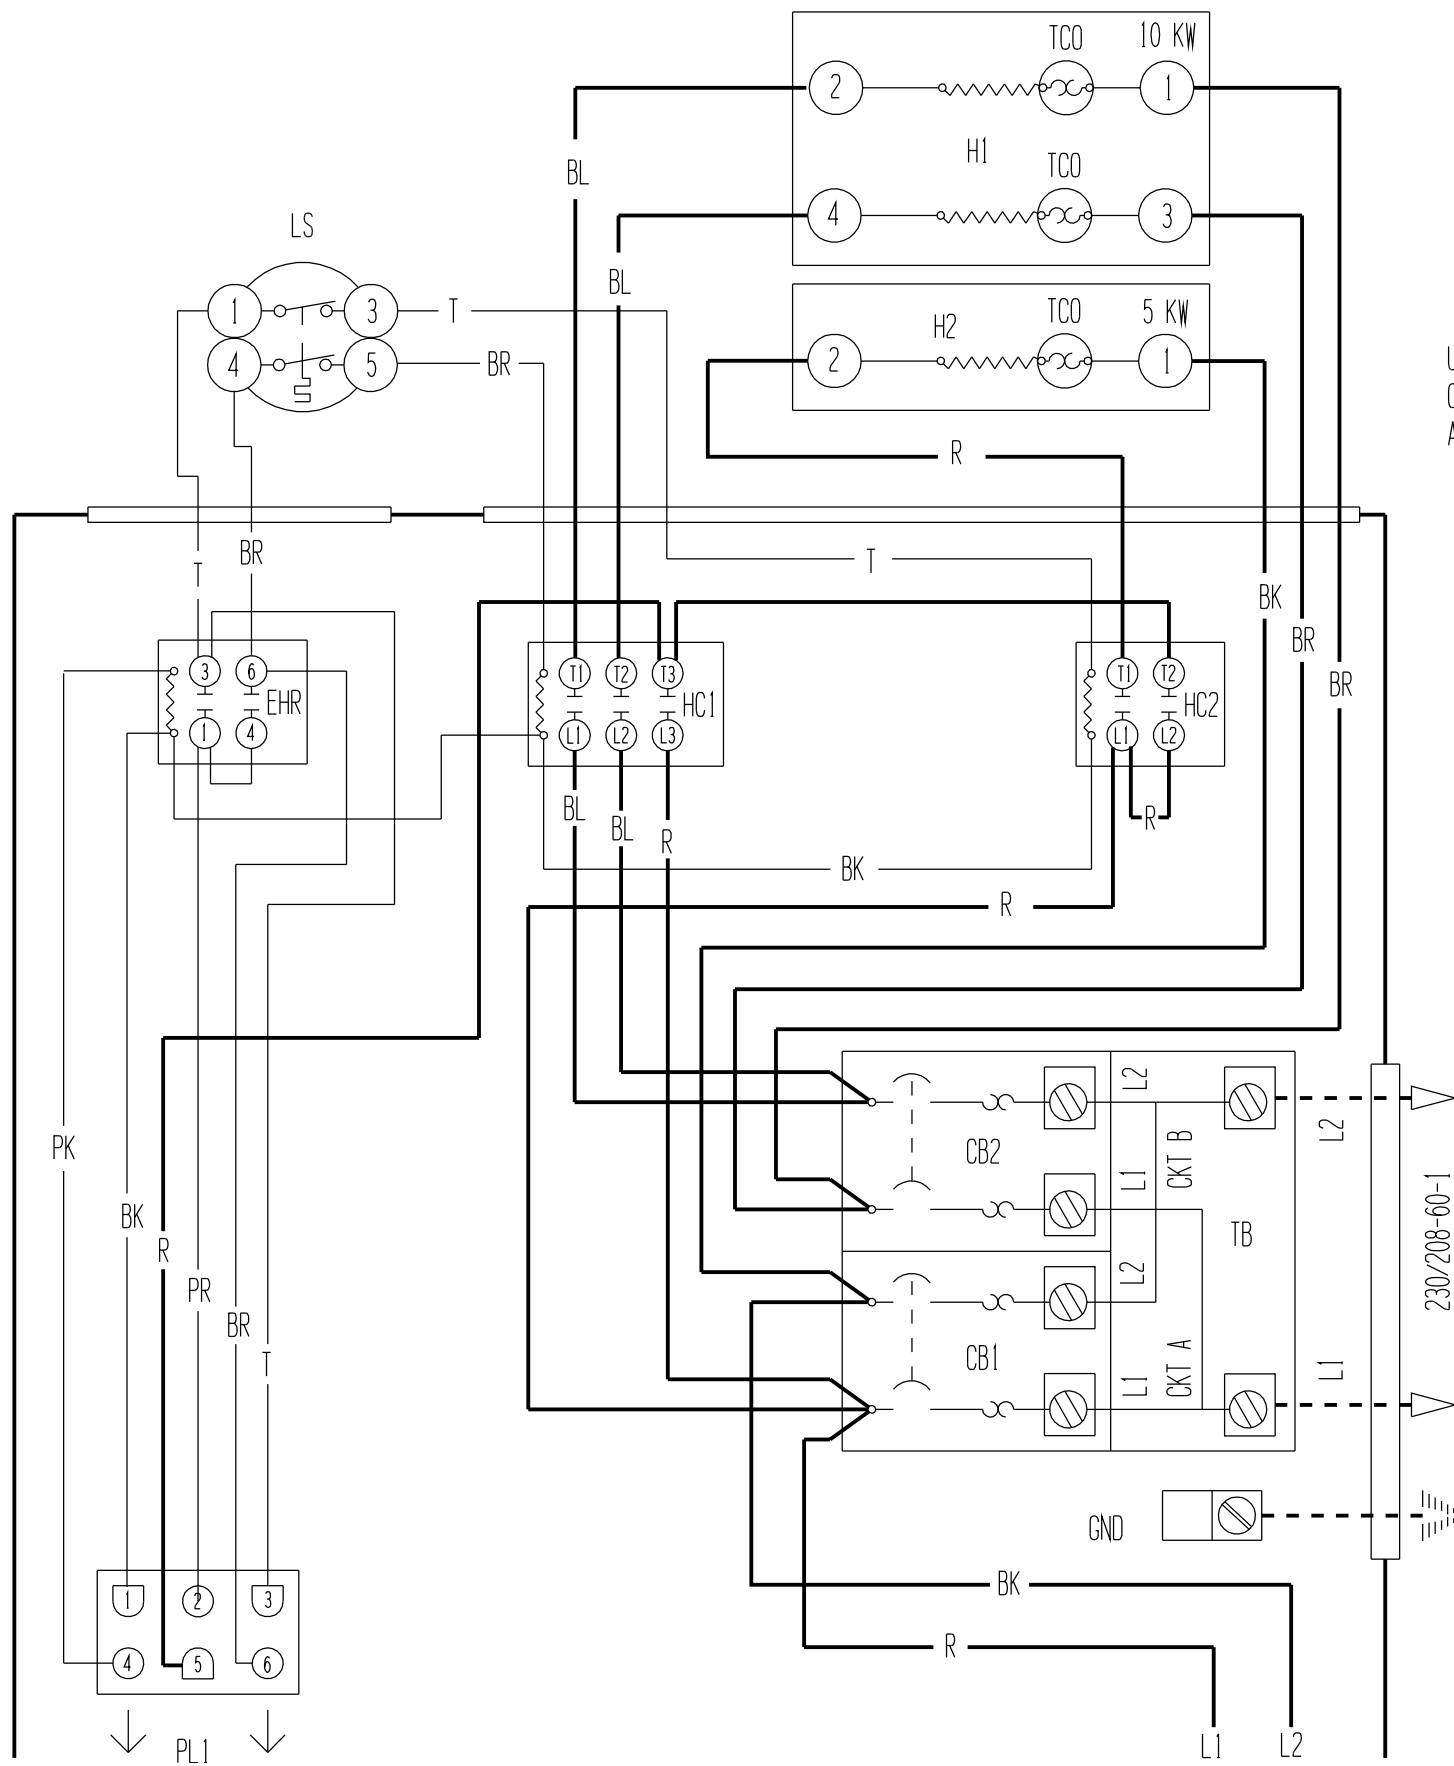 TCO 10 KW
2 1
H1
BL TCO
4 3
LS
BL
1 3 T H2 TCO 5 KW
4 5 BR 2 1
R
BR
T T
BK
BR
3 6 T1 T2 T3 T1 T2
BR
EHR HC1 HC2
1 4 L1 L2 L3 L1 L2
BL BL R R
BK
R
L2
PK CB2 L1 CKT B L2
BK
R TB 230/208-60-1
PR L2
BR
T CB1 L1 CKT A L1
GND
BK
1 2 3
R
4 5 6
PL1 L1 L2